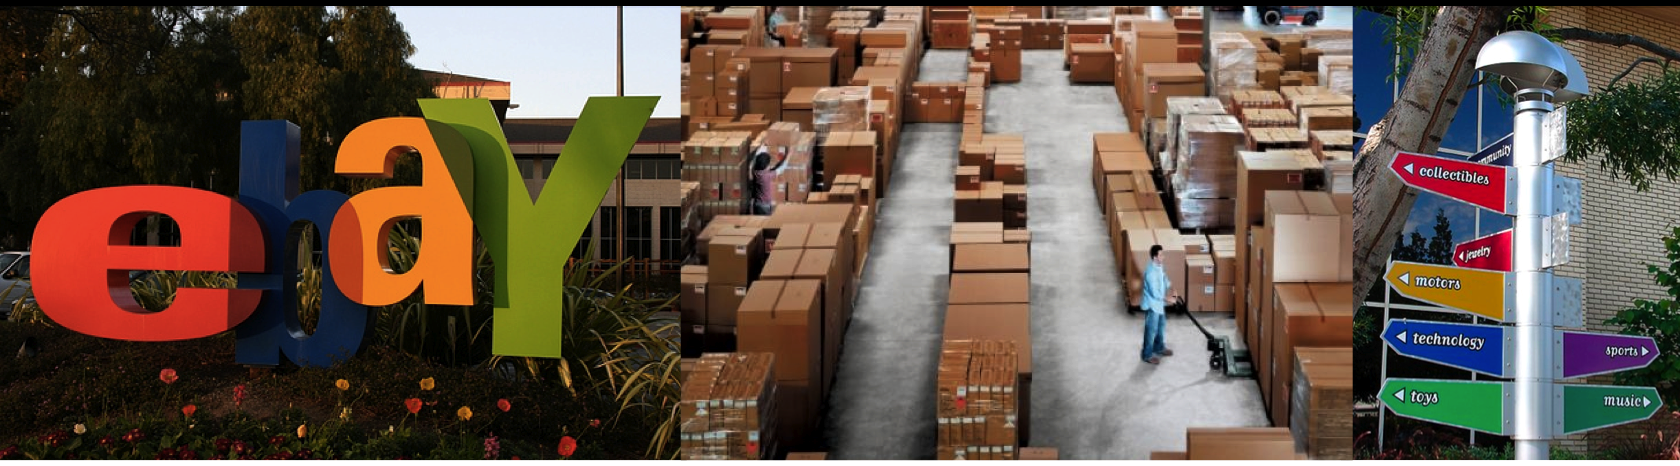 ebaY
community
collectibles
jewelry
motors
technology
sports
toys
music